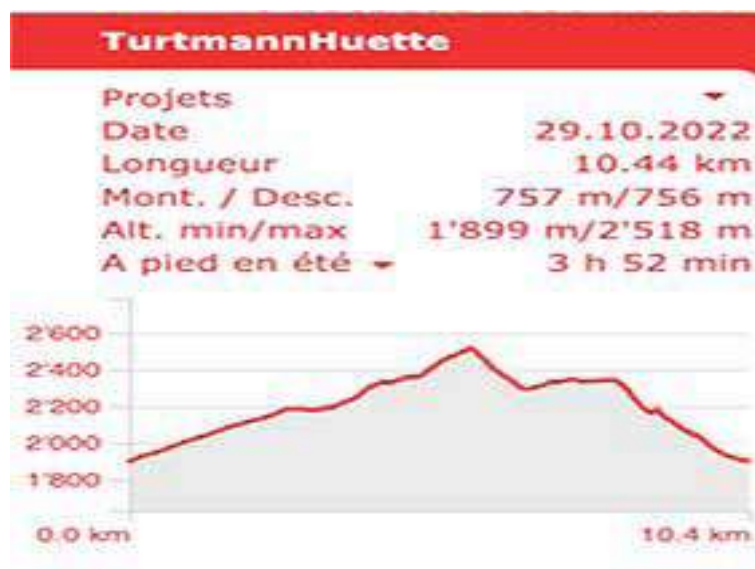 TurtmannHuette
Projets
Date 29.10.2022
Longueur 10.44 km
Mont. / Desc. 757 m/756 m
Alt. min/max 1'899 m/2'518 m
A pied en été 3 h 52 min
2'600
2'400
2'200
2'000
1'800
0.0 km 10.4 km